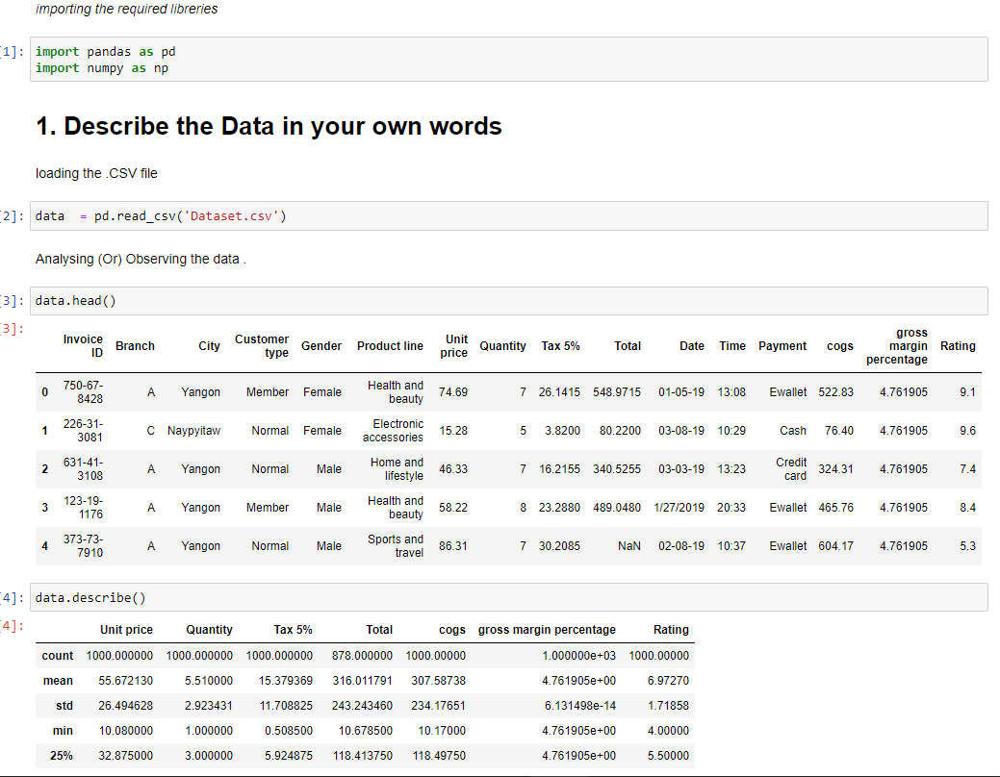 importing the required libreries
[1]: import pandas as pd
import numpy as np
1. Describe the Data in your own words
loading the .CSV file
[2]: data = pd.read_csv('Dataset.csv')
Analysing (Or) Observing the data .
[3]: data.head()
[3]:
Invoice ID Branch City Customer type Gender Product line Unit price Quantity Tax 5% Total Date Time Payment cogs gross margin percentage Rating
0 750-67-8428 A Yangon Member Female Health and beauty 74.69 7 26.1415 548.9715 01-05-19 13:08 Ewallet 522.83 4.761905 9.1
1 226-31-3081 C Naypyitaw Normal Female Electronic accessories 15.28 5 3.8200 80.2200 03-08-19 10:29 Cash 76.40 4.761905 9.6
2 631-41-3108 A Yangon Normal Male Home and lifestyle 46.33 7 16.2155 340.5255 03-03-19 13:23 Credit card 324.31 4.761905 7.4
3 123-19-1176 A Yangon Member Male Health and beauty 58.22 8 23.2880 489.0480 1/27/2019 20:33 Ewallet 465.76 4.761905 8.4
4 373-73-7910 A Yangon Normal Male Sports and travel 86.31 7 30.2085 NaN 02-08-19 10:37 Ewallet 604.17 4.761905 5.3
[4]: data.describe()
[4]:
Unit price Quantity Tax 5% Total cogs gross margin percentage Rating
count 1000.000000 1000.000000 1000.000000 878.000000 1000.00000 1.000000e+03 1000.00000
mean 55.672130 5.510000 15.379369 316.011791 307.58738 4.761905e+00 6.97270
std 26.494628 2.923431 11.708825 243.243460 234.17651 6.131498e-14 1.71858
min 10.080000 1.000000 0.508500 10.678500 10.17000 4.761905e+00 4.00000
25% 32.875000 3.000000 5.924875 118.413750 118.49750 4.761905e+00 5.50000